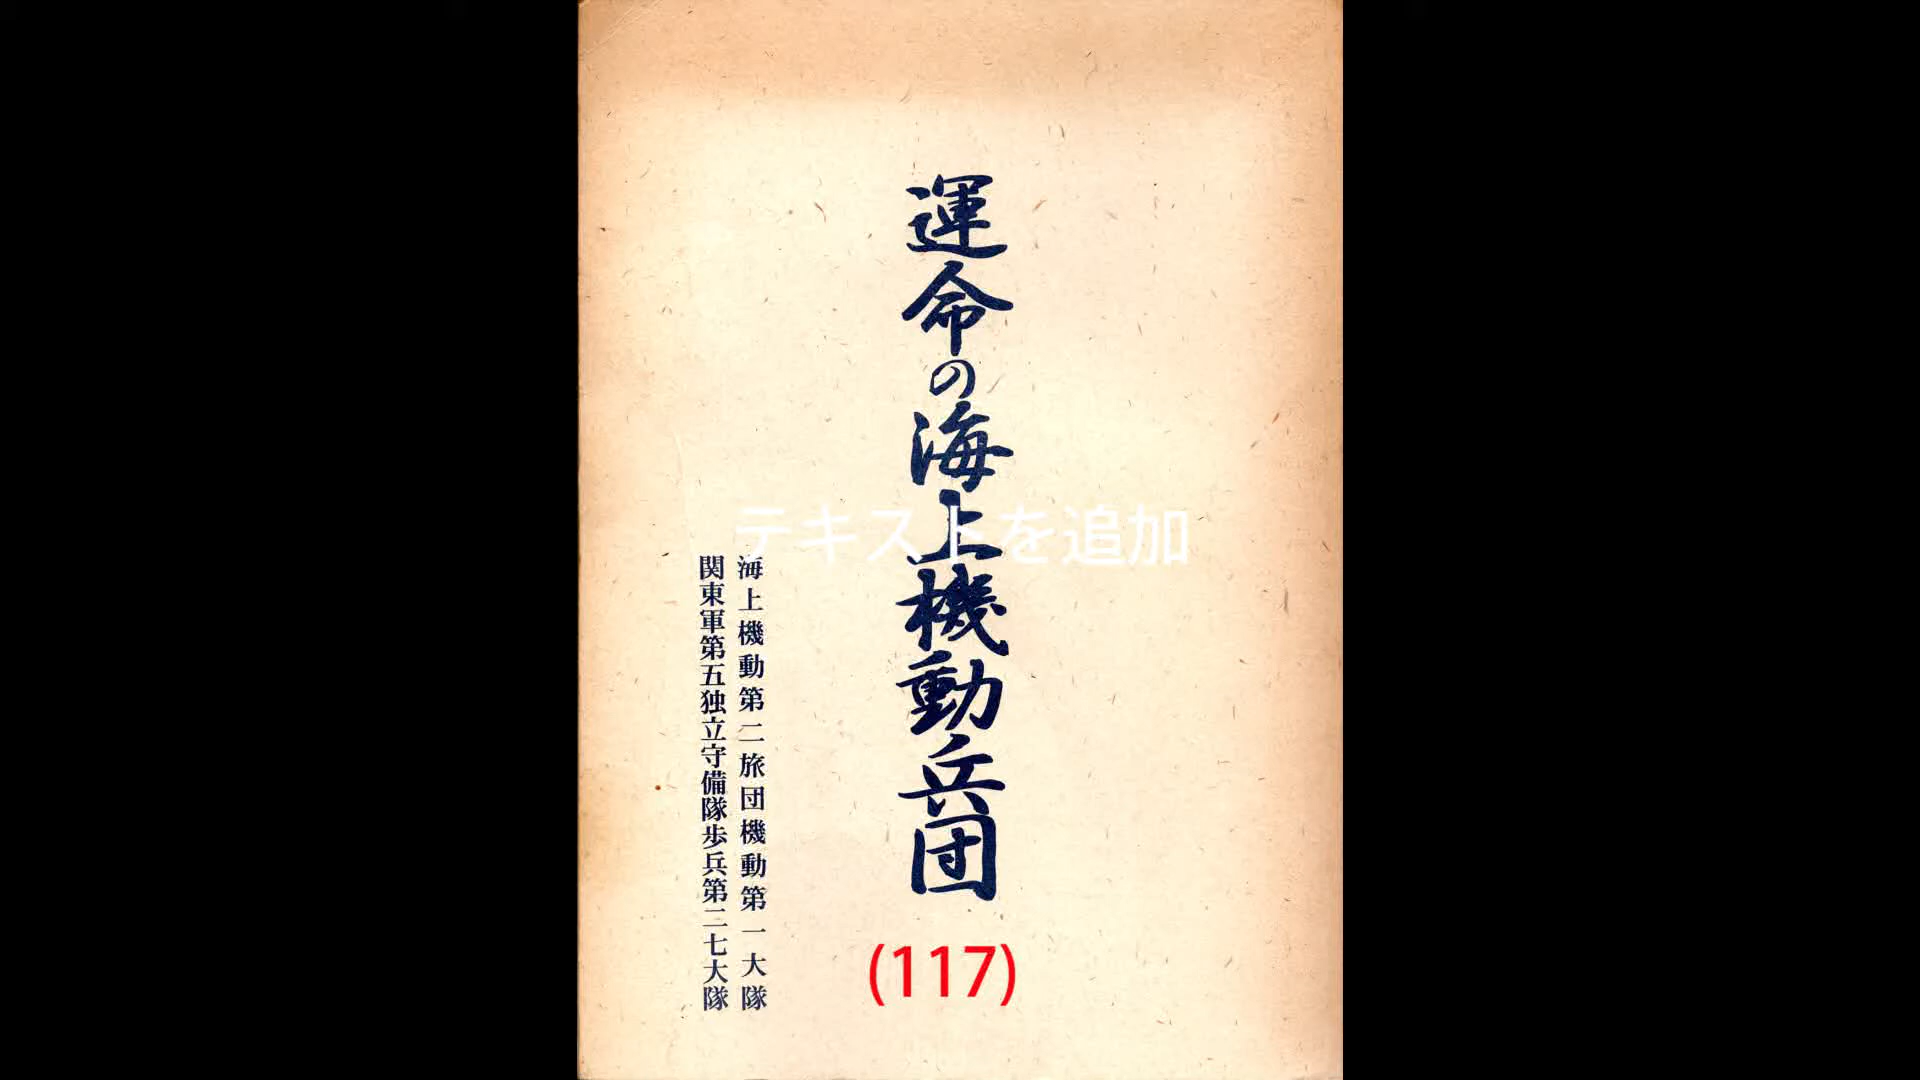 運命の海上機動兵団
テキストを追加
海上機動第二旅団機動第一大隊
関東軍第五独立守備隊歩兵第二七大隊
(117)